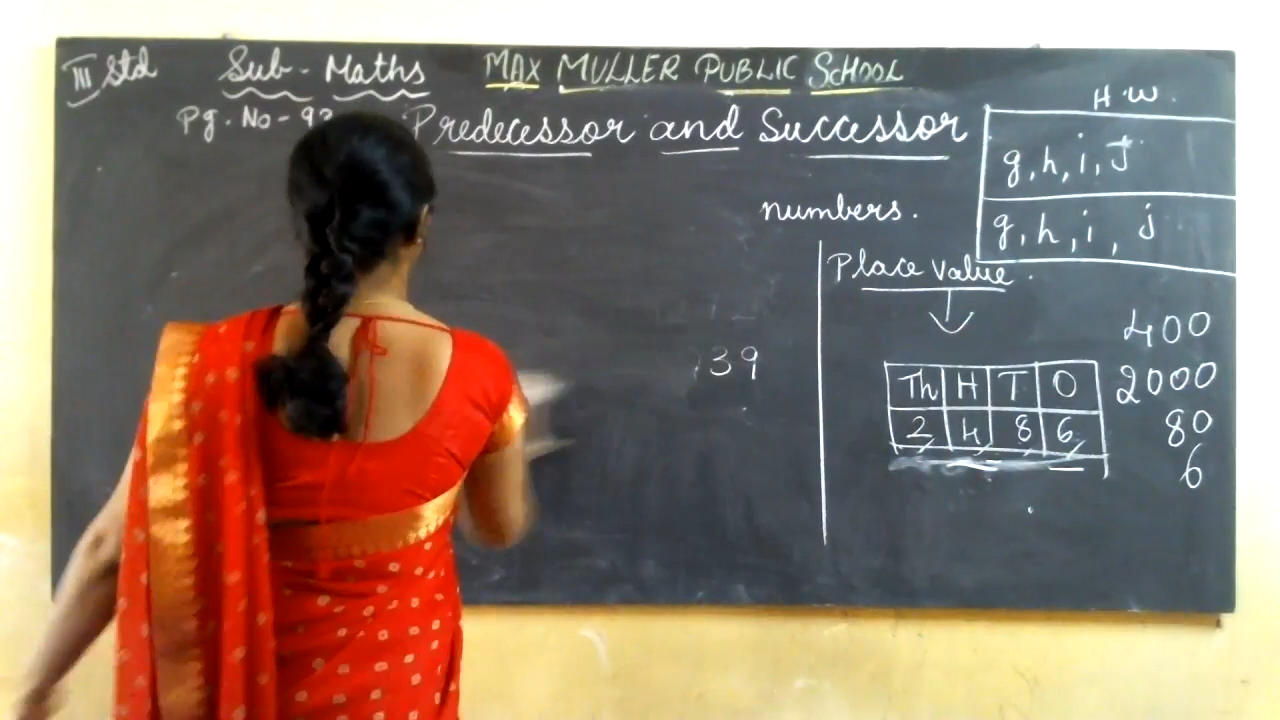 III Std Sub - Maths MAX MULLER PUBLIC SCHOOL
Pg. No - 93 Predecessor and Successor
numbers.
H.W.
g, h, i, J
g, h, i, j
Place value.
Th H T O
2 4 8 6
400
2000
80
6
39